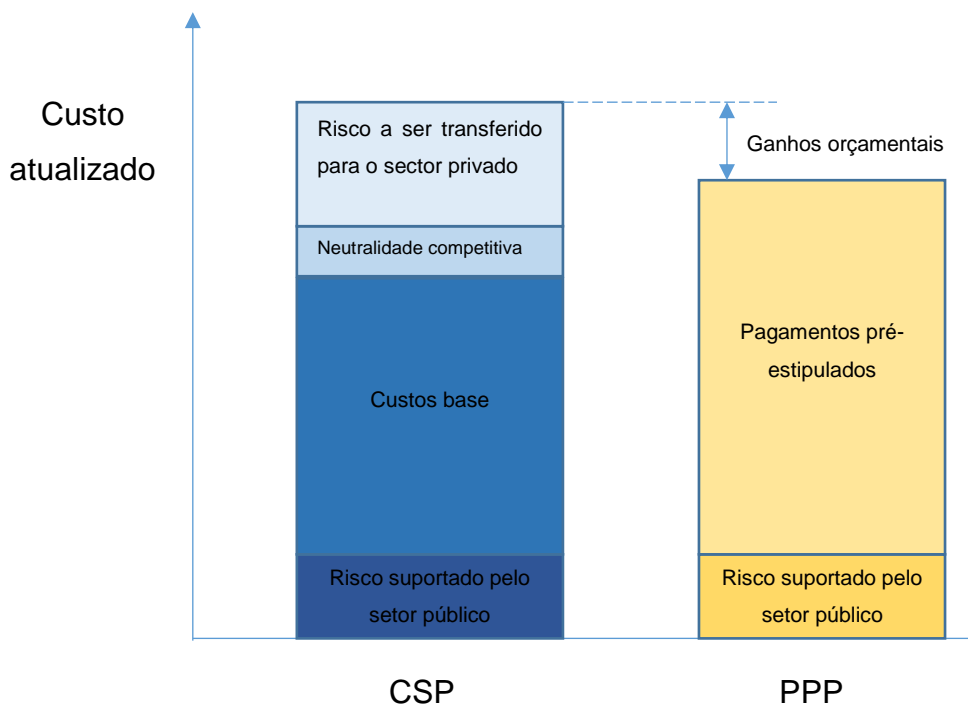 Custo
atualizado
Risco a ser transferido
para o sector privado
Neutralidade competitiva
Custos base
Risco suportado pelo
setor público
Ganhos orçamentais
Pagamentos pré-
estipulados
Risco suportado pelo
setor público
CSP
PPP